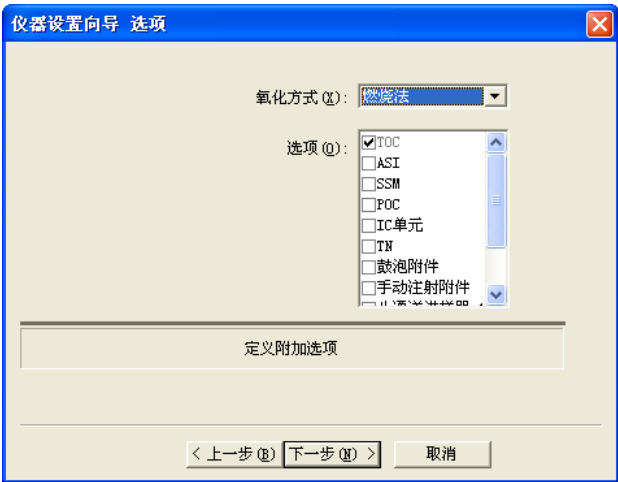 仪器设置向导 选项
氧化方式(X): 燃烧法
选项(O):
TOC
ASI
SSM
POC
IC单元
TN
鼓泡附件
手动注射附件
定义附加选项
< 上一步(B) 下一步(N) > 取消